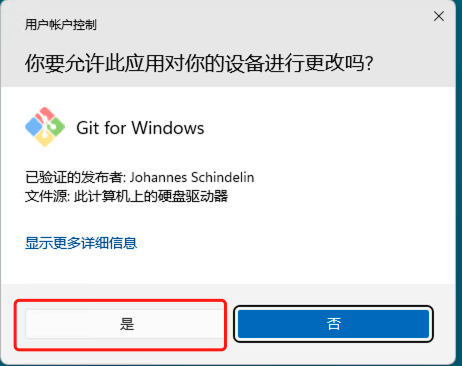 用户帐户控制
你要允许此应用对你的设备进行更改吗?
Git for Windows
已验证的发布者: Johannes Schindelin
文件源: 此计算机上的硬盘驱动器
显示更多详细信息
是
否